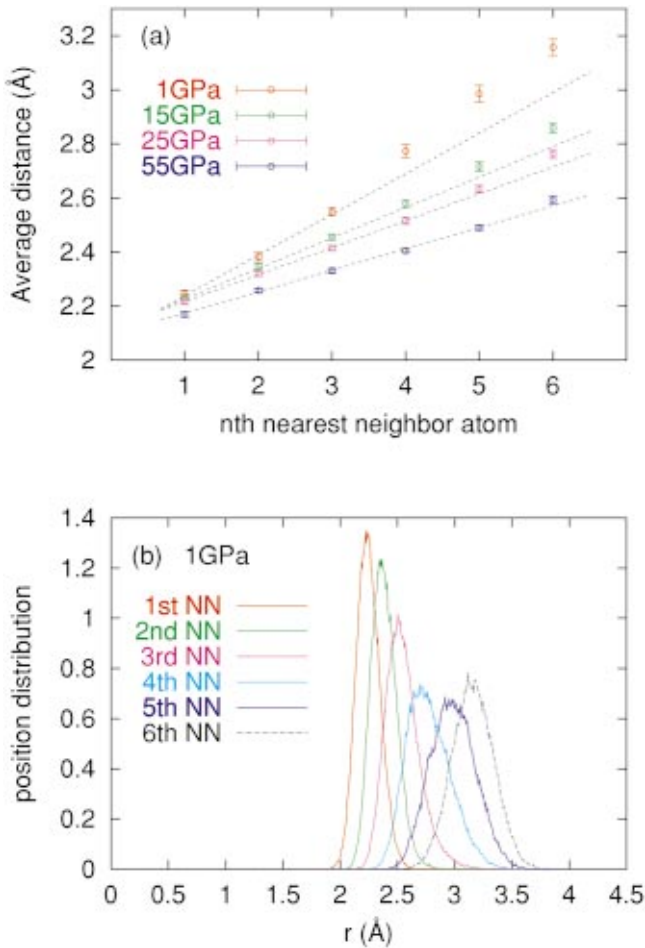 3.2
(a)
3
1GPa
15GPa
2.8
25GPa
55GPa
2.6
2.4
2.2
2
1 2 3 4 5 6
Average distance (Å)
nth nearest neighbor atom
1.4
(b) 1GPa
1.2
1st NN
1
2nd NN
3rd NN
0.8
4th NN
5th NN
0.6
6th NN
0.4
0.2
0
0 0.5 1 1.5 2 2.5 3 3.5 4 4.5
position distribution
r (Å)